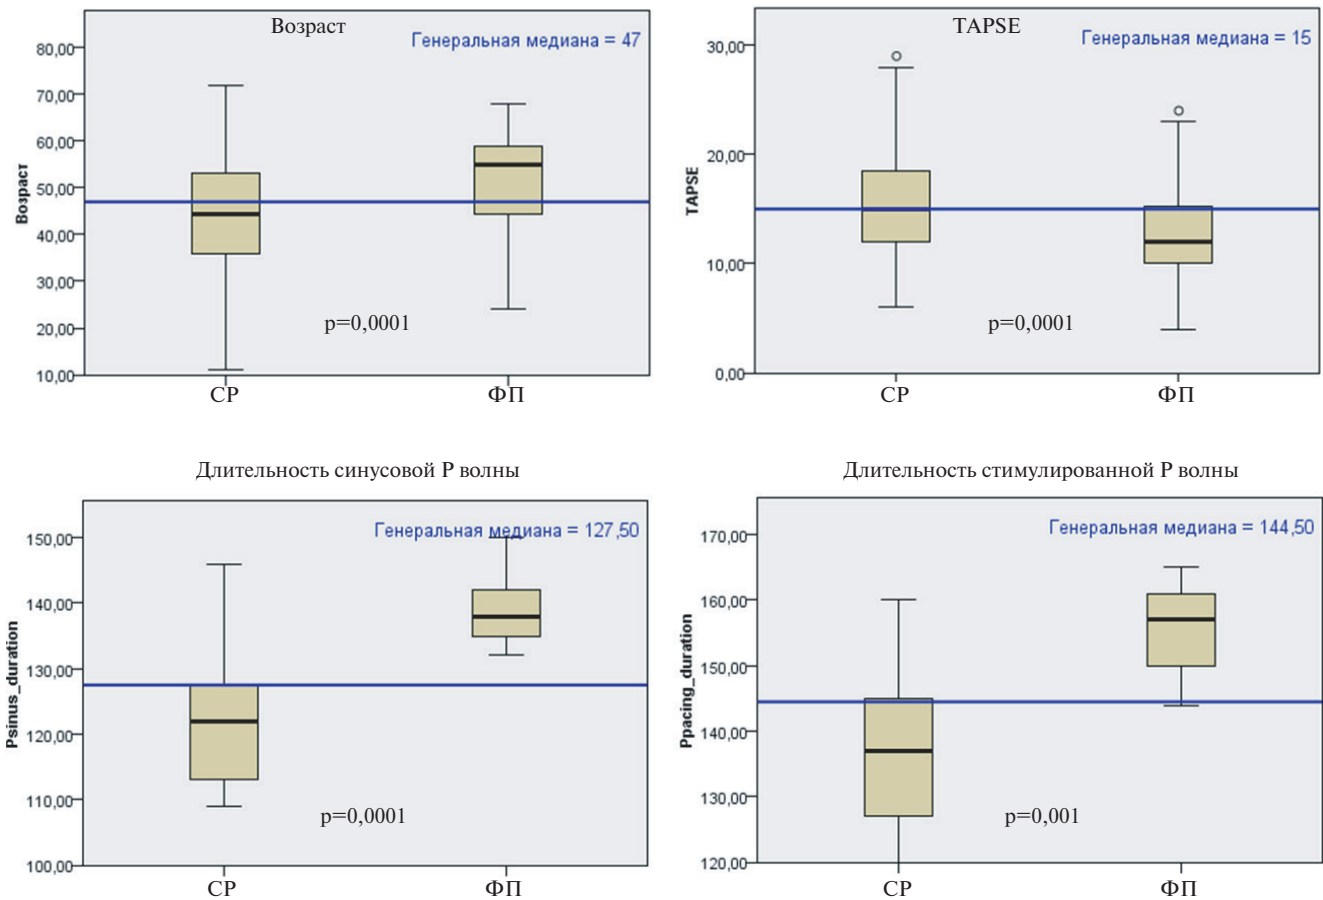 Возраст
Генеральная медиана = 47
80,00
70,00
60,00
50,00
40,00
30,00
20,00
10,00
Возраст
p=0,0001
СР
ФП
TAPSE
Генеральная медиана = 15
30,00
20,00
10,00
0,00
TAPSE
p=0,0001
СР
ФП
Длительность синусовой P волны
Генеральная медиана = 127,50
150,00
140,00
130,00
120,00
110,00
100,00
Psinus_duration
p=0,0001
СР
ФП
Длительность стимулированной P волны
Генеральная медиана = 144,50
170,00
160,00
150,00
140,00
130,00
120,00
Ppacing_duration
p=0,001
СР
ФП